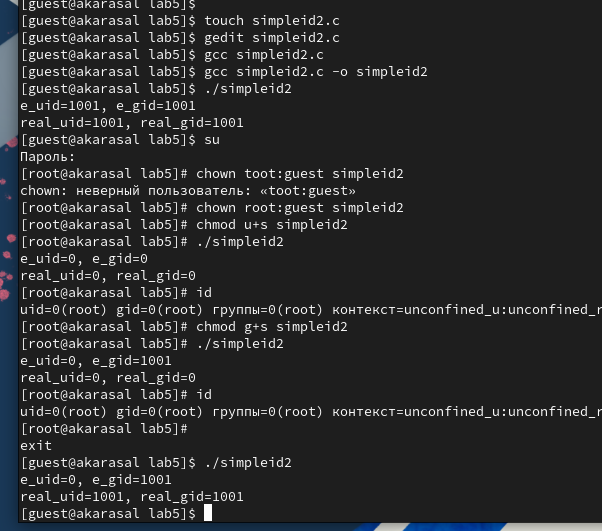 [guest@akarasal lab5]$
[guest@akarasal lab5]$ touch simpleid2.c
[guest@akarasal lab5]$ gedit simpleid2.c
[guest@akarasal lab5]$ gcc simpleid2.c
[guest@akarasal lab5]$ gcc simpleid2.c -o simpleid2
[guest@akarasal lab5]$ ./simpleid2
e_uid=1001, e_gid=1001
real_uid=1001, real_gid=1001
[guest@akarasal lab5]$ su
Пароль:
[root@akarasal lab5]# chown toot:guest simpleid2
chown: неверный пользователь: «toot:guest»
[root@akarasal lab5]# chown root:guest simpleid2
[root@akarasal lab5]# chmod u+s simpleid2
[root@akarasal lab5]# ./simpleid2
e_uid=0, e_gid=0
real_uid=0, real_gid=0
[root@akarasal lab5]# id
uid=0(root) gid=0(root) группы=0(root) контекст=unconfined_u:unconfined_r
[root@akarasal lab5]# chmod g+s simpleid2
[root@akarasal lab5]# ./simpleid2
e_uid=0, e_gid=1001
real_uid=0, real_gid=0
[root@akarasal lab5]# id
uid=0(root) gid=0(root) группы=0(root) контекст=unconfined_u:unconfined_r
[root@akarasal lab5]#
exit
[guest@akarasal lab5]$ ./simpleid2
e_uid=0, e_gid=1001
real_uid=1001, real_gid=1001
[guest@akarasal lab5]$